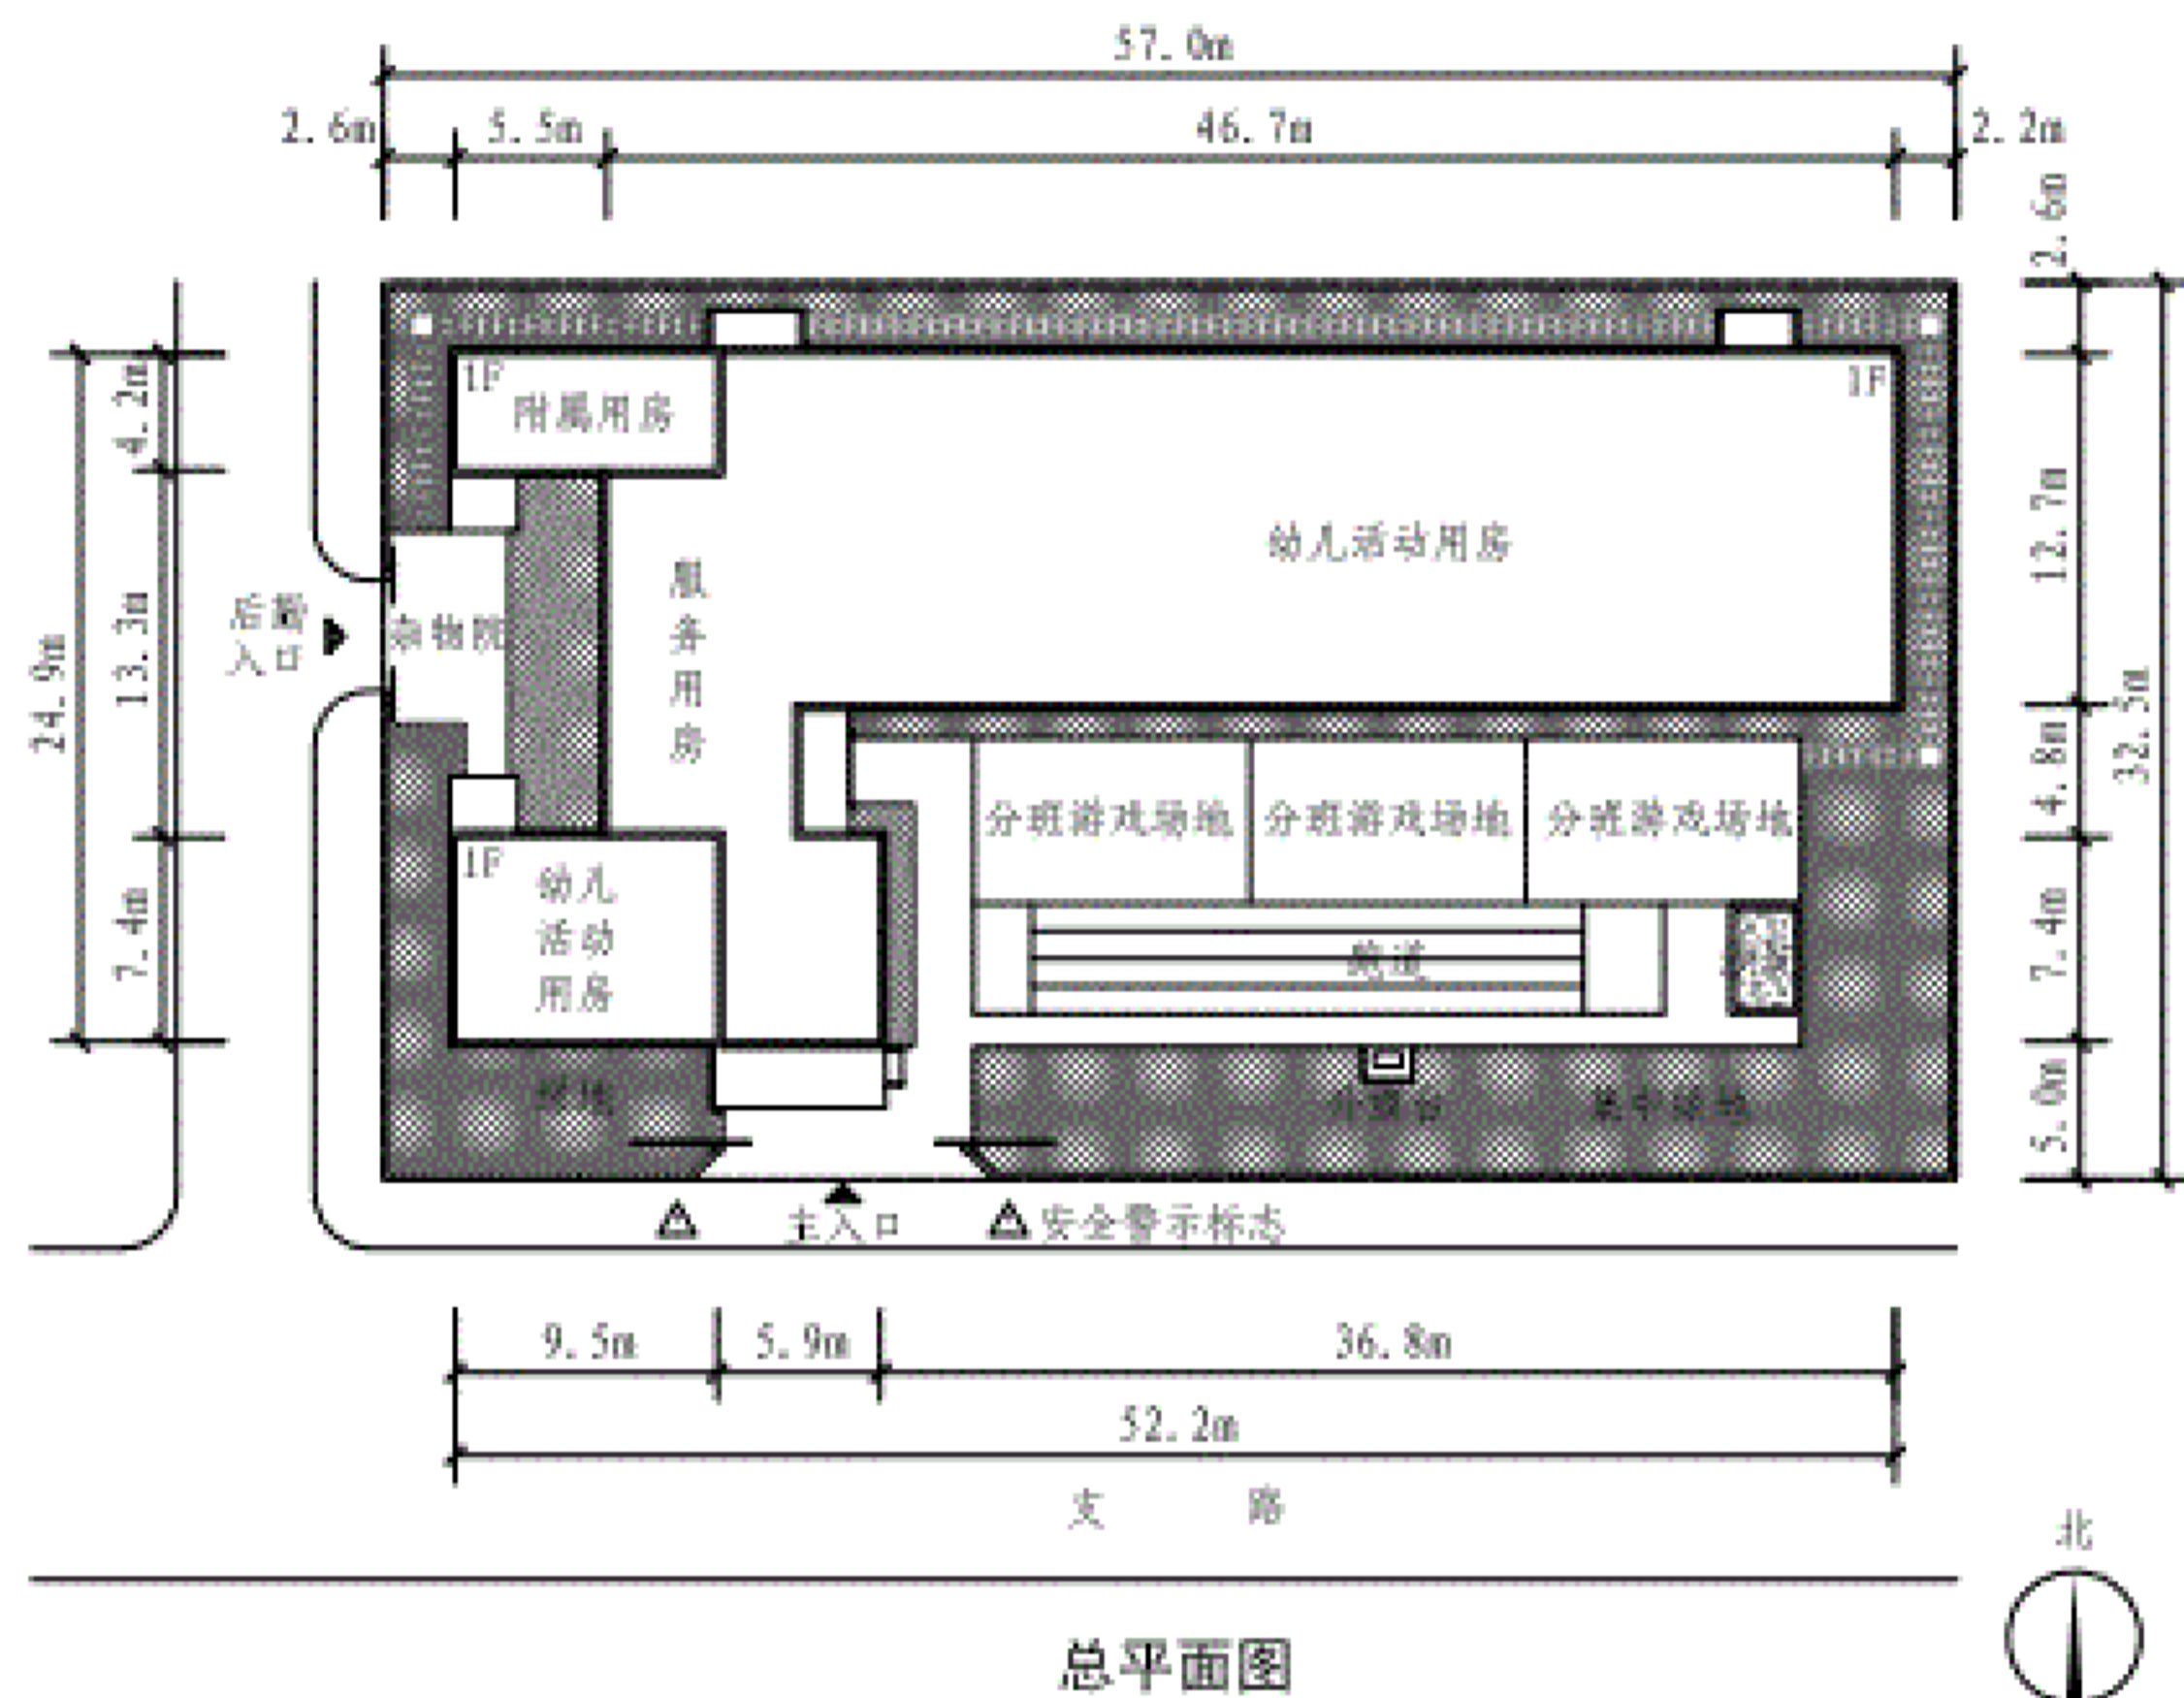 57.0m
2.6m 5.5m 46.7m 2.2m
2.6m
1F 1F
附属用房
4.2m
幼儿活动用房
12.7m
服务用房
后勤入口
杂物院
13.3m
24.9m
32.5m
4.8m
分班游戏场地 分班游戏场地 分班游戏场地
1F
幼儿活动用房
7.4m
跑道
7.4m
5.0m
主入口
安全警示标志
9.5m 5.9m 36.8m
52.2m
支路
北
总平面图